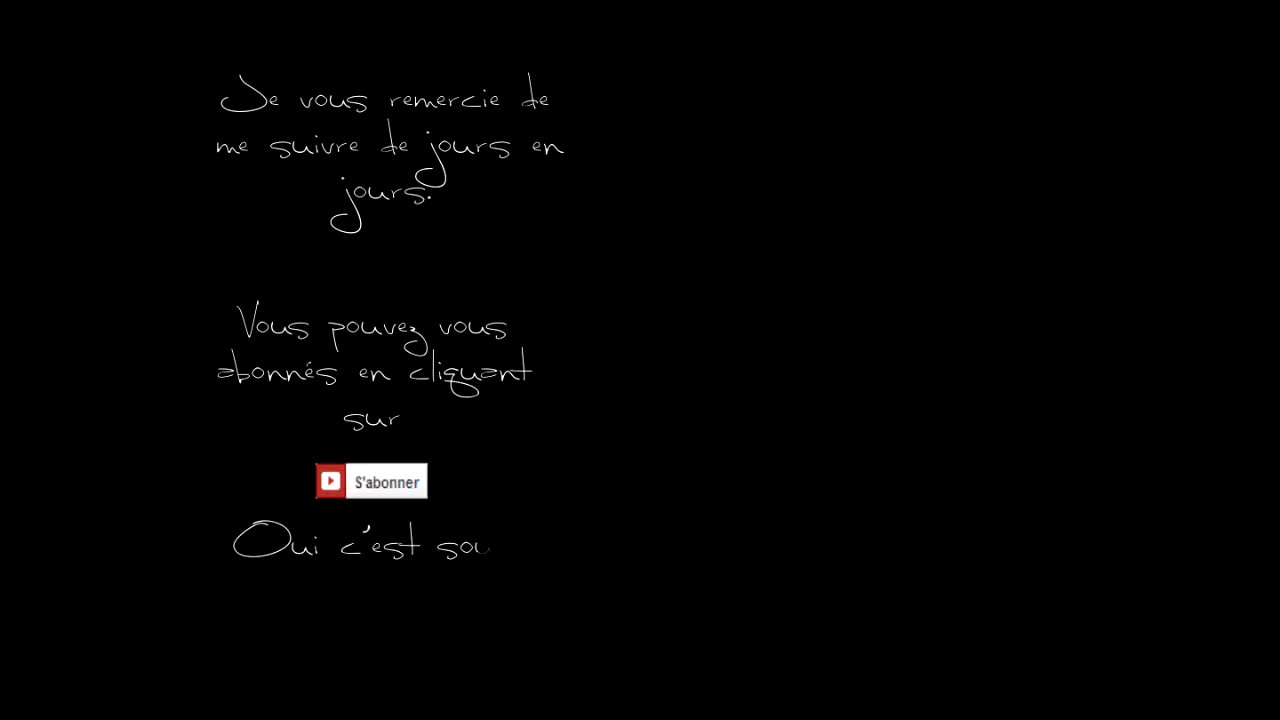 Je vous remercie de
me suivre de jours en
jours.
Vous pouvez vous
abonnés en cliquant
sur
S'abonner
Oui c'est sou